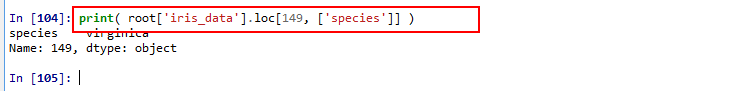 In [104]: print( root['iris_data'].loc[149, ['species']] )
species    virginica
Name: 149, dtype: object
In [105]: